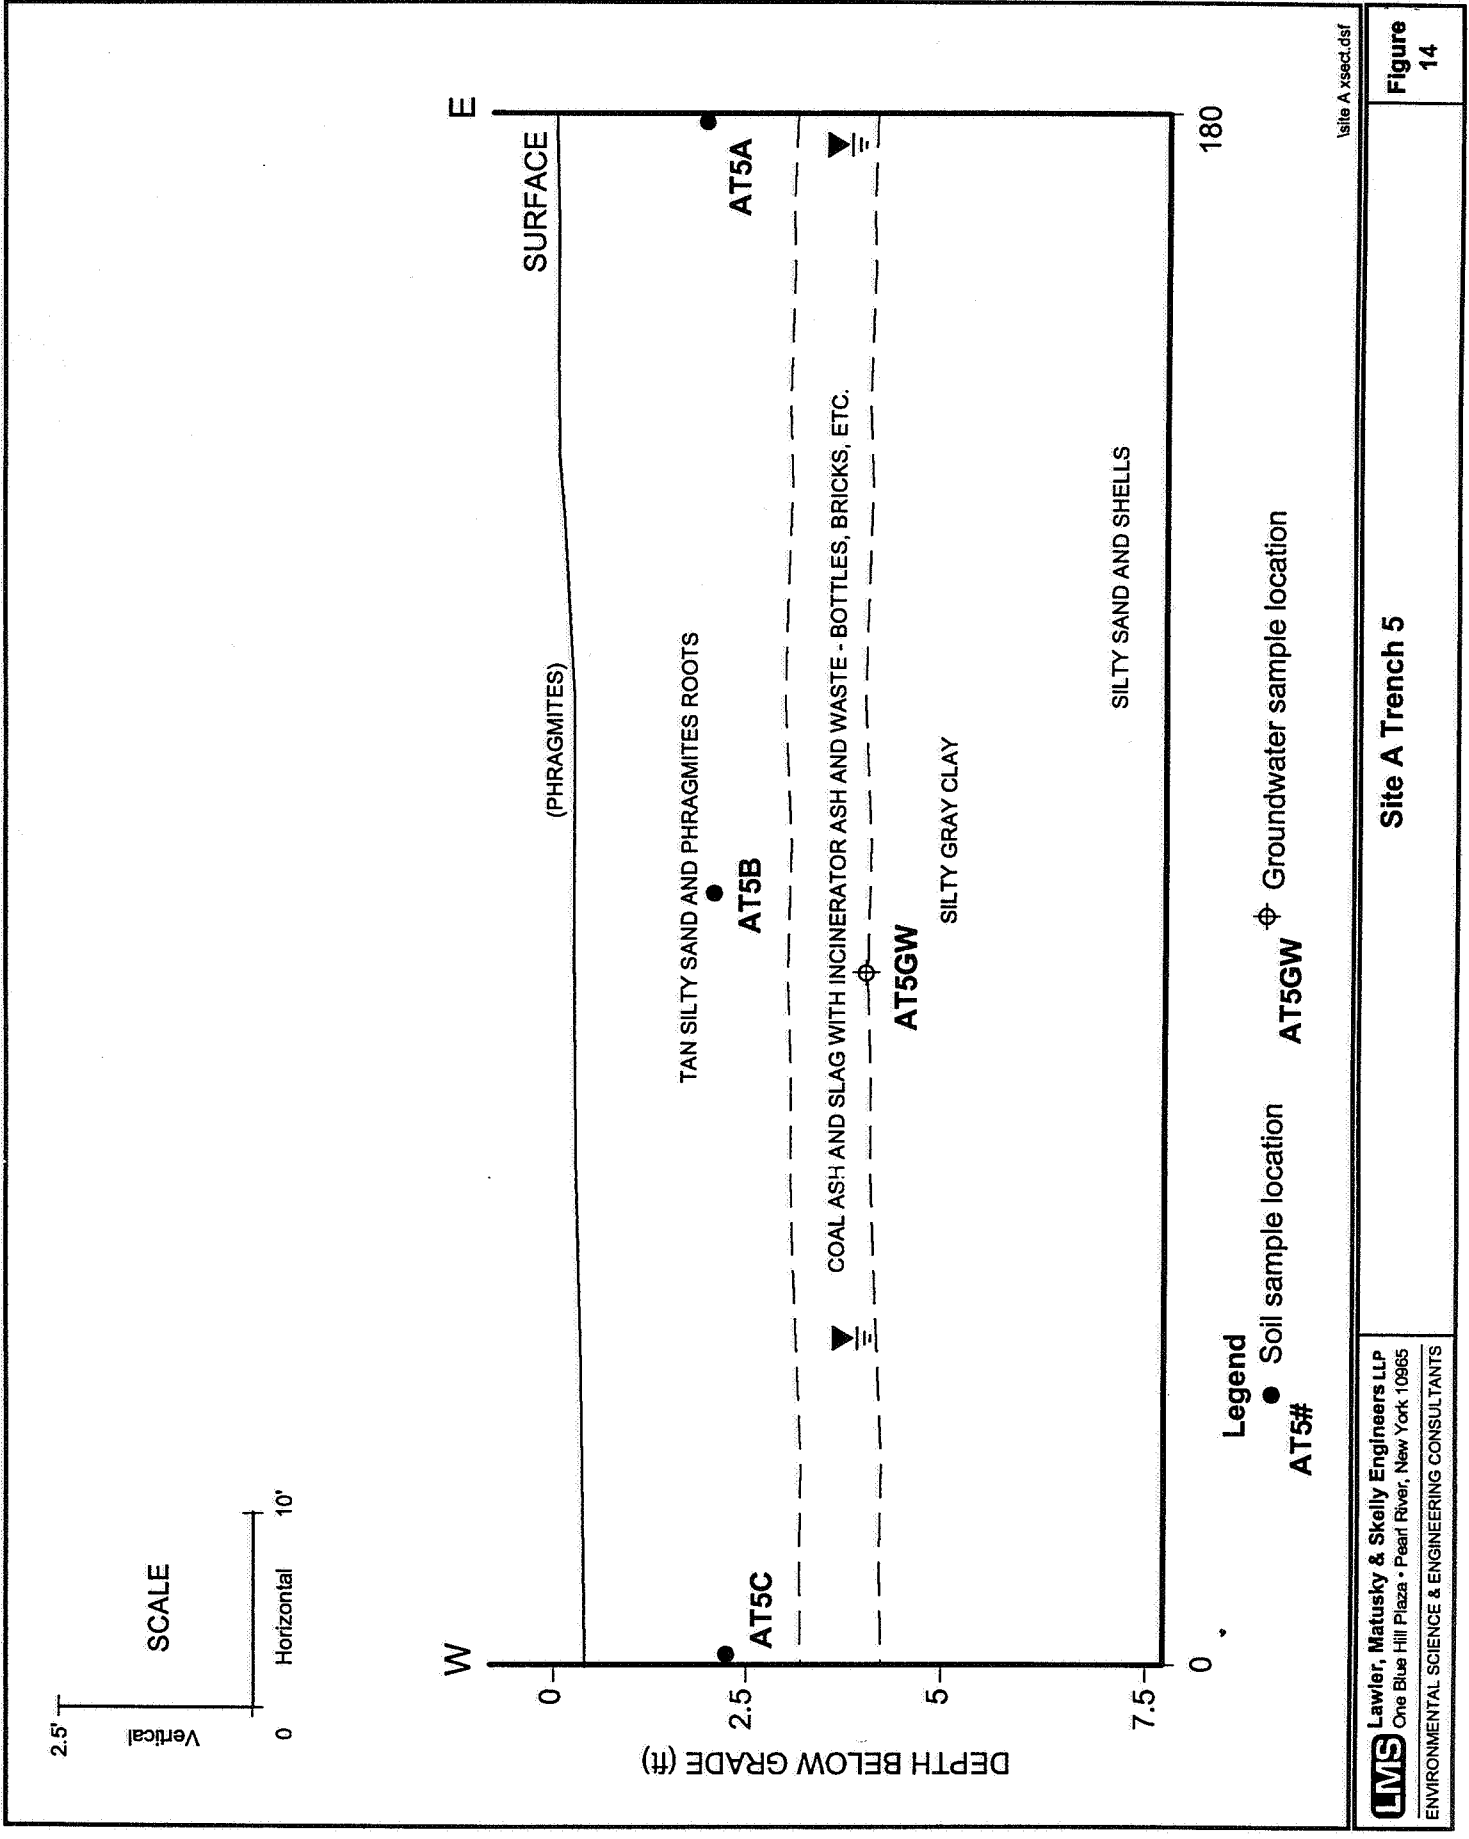 SCALE
2.5'
Vertical
0
Horizontal
10'
W
E
SURFACE
(PHRAGMITES)
TAN SILTY SAND AND PHRAGMITES ROOTS
AT5C
AT5B
AT5A
COAL ASH AND SLAG WITH INCINERATOR ASH AND WASTE - BOTTLES, BRICKS, ETC.
AT5GW
SILTY GRAY CLAY
SILTY SAND AND SHELLS
DEPTH BELOW GRADE (ft)
0
2.5
5
7.5
0
180
Legend
AT5#
Soil sample location
AT5GW
Groundwater sample location
\site A xsect.dsf
LMS Lawler, Matusky & Skelly Engineers LLP
One Blue Hill Plaza • Pearl River, New York 10965
ENVIRONMENTAL SCIENCE & ENGINEERING CONSULTANTS
Site A Trench 5
Figure
14